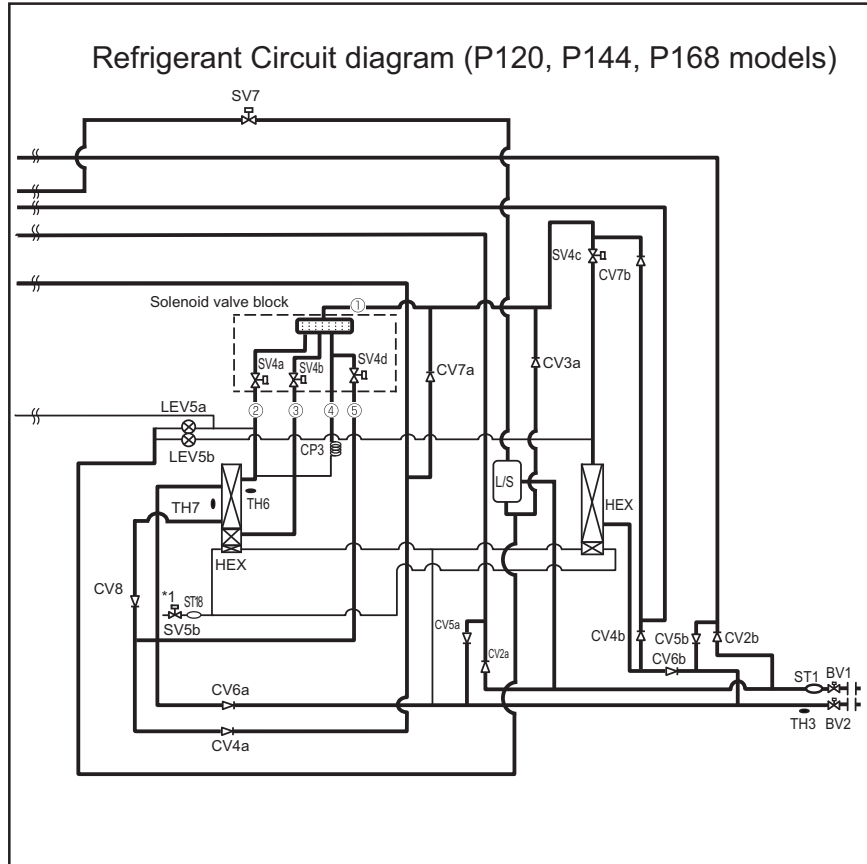 Refrigerant Circuit diagram (P120, P144, P168 models)
SV7
SV4c
CV7b
Solenoid valve block
①
SV4a
SV4b
SV4d
CV7a
CV3a
LEV5a
②
③
④
⑤
LEV5b
CP3
L/S
TH7
TH6
HEX
HEX
CV8
*1
ST18
SV5b
CV5a
CV2a
CV4b
CV5b
CV2b
CV6b
ST1
BV1
CV6a
TH3
BV2
CV4a